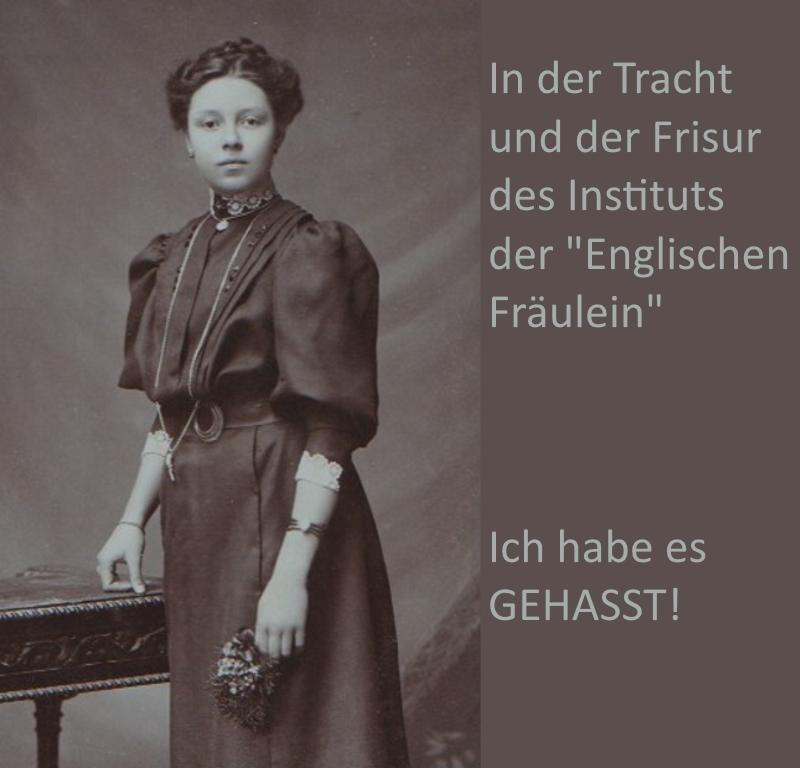 In der Tracht
und der Frisur
des Instituts
der "Englischen
Fräulein"
Ich habe es
GEHASST!